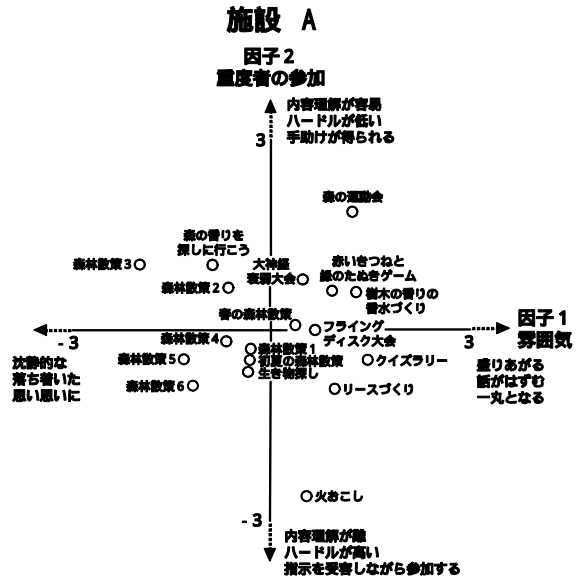 施設 A
因子2
重度者の参加
内容理解が容易
ハードルが低い
手助けが得られる
3
森の運動会
森の香りを
探しに行こう
森林散策3
大神経
衰弱大会
赤いきつねと
緑のたぬきゲーム
森林散策2
樹木の香りの
香水づくり
春の森林散策
フライング
ディスク大会
因子1
雰囲気
- 3
3
森林散策4
森林散策1
森林散策5
初夏の森林散策
クイズラリー
生き物探し
森林散策6
リースづくり
沈静的な
落ち着いた
思い思いに
盛りあがる
話がはずむ
一丸となる
火おこし
- 3
内容理解が難
ハードルが高い
指示を受容しながら参加する